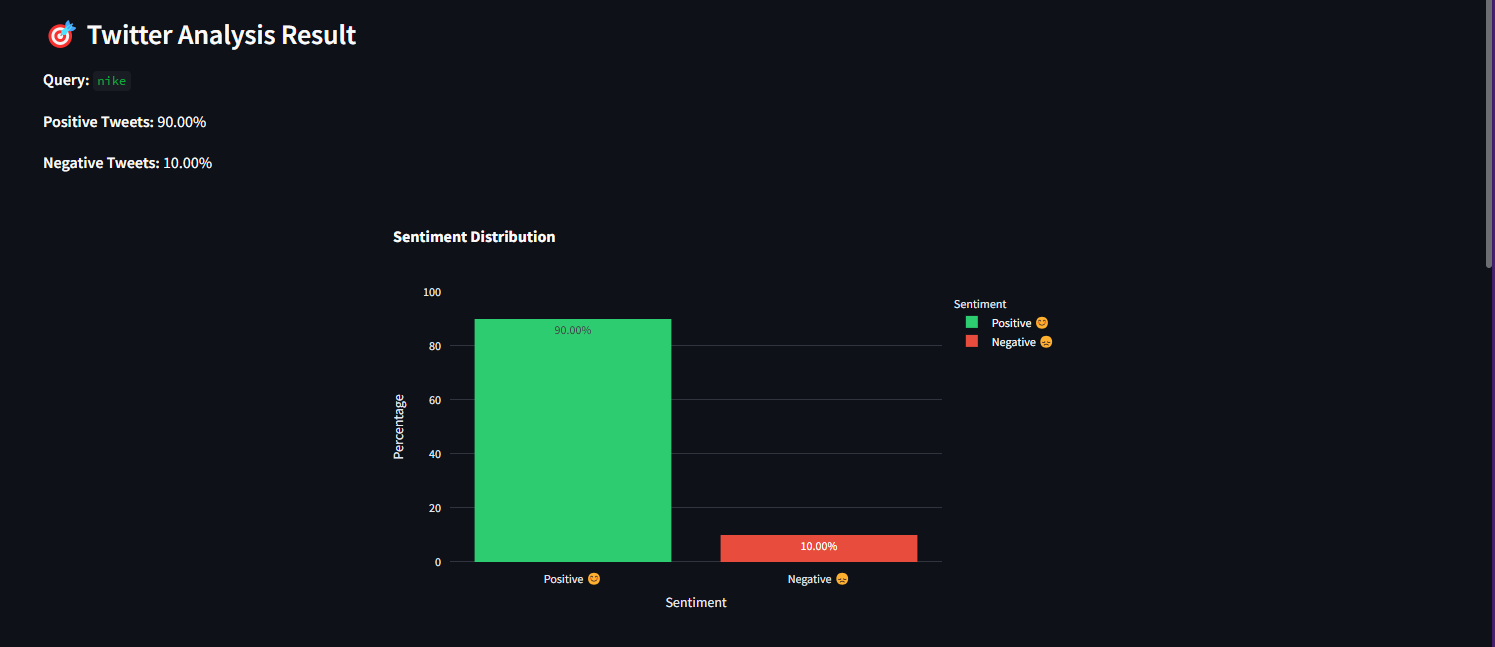 🎯 Twitter Analysis Result
Query: nike
Positive Tweets: 90.00%
Negative Tweets: 10.00%
Sentiment Distribution
100
80
60
40
20
0
Percentage
90.00%
10.00%
Positive 😊
Negative 😞
Sentiment
Sentiment
Positive 😊
Negative 😞